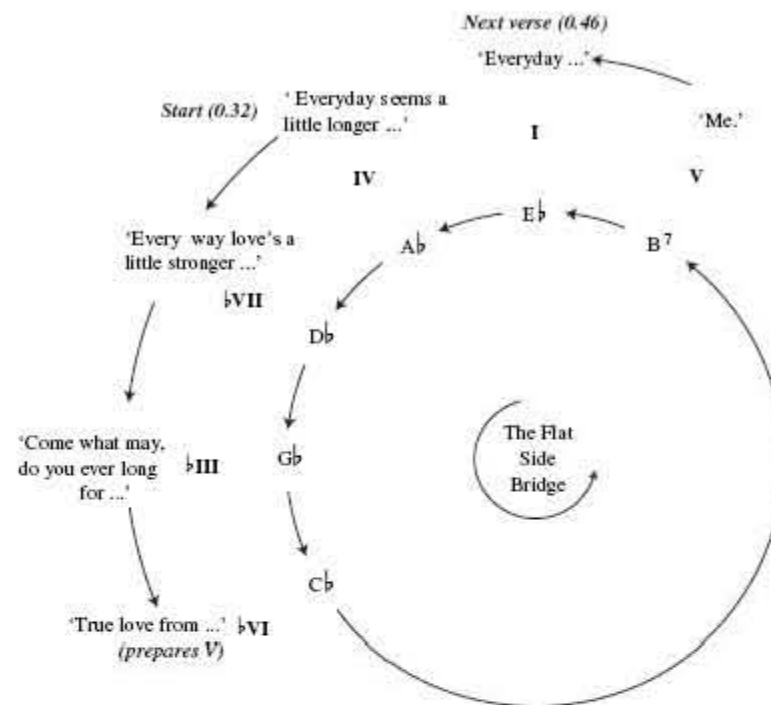 Next verse (0.46)
'Everyday ...'
Start (0.32)
' Everyday seems a
little longer ...'
'Me.'
I
IV
V
E♭
A♭
B7
'Every way love's a
little stronger ...'
♭VII
D♭
'Come what may,
do you ever long
for ...'
♭III
G♭
The Flat
Side
Bridge
C♭
'True love from ...' ♭VI
(prepares V)